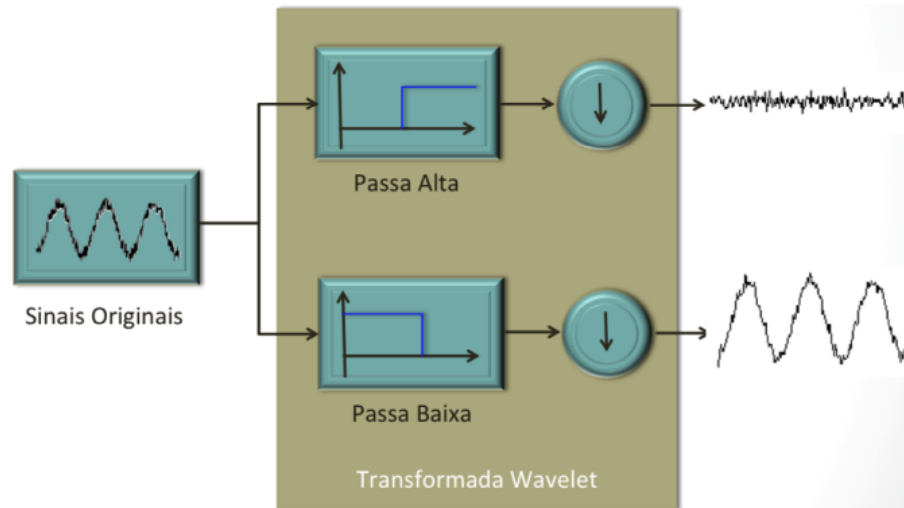 Passa Alta
Sinais Originais
Passa Baixa
Transformada Wavelet